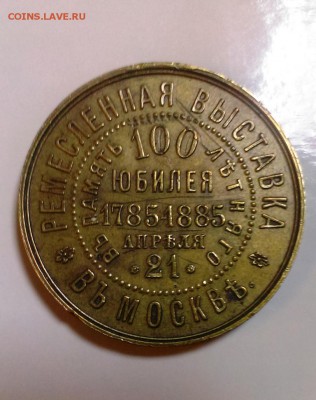 COINS.LAVE.RU
РЕМЕСЛЕННАЯ ВЫСТАВКА
ВЪ МОСКВѢ.
ВЪ ПАМЯТЬ 100 ЛѢТНЯГО
ЮБИЛЕЯ
1785-1885
АПРѢЛЯ
21